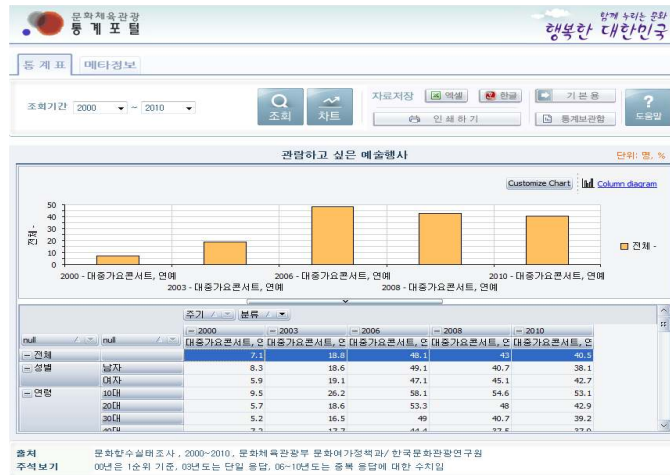 문화체육관광
통계포털
함께 누리는 문화
행복한 대한민국
통계표 메타정보
조회기간 2000 ~ 2010
조회 차트
자료저장 엑셀 한글 기본용
인쇄하기 통계보관함
도움말
관람하고 싶은 예술행사 단위: 명, %
Customize Chart Column diagram
50
40
30
20
10
0
전체 -
전체 -
2000 - 대중가요콘서트, 연예 2006 - 대중가요콘서트, 연예 2010 - 대중가요콘서트, 연예
2003 - 대중가요콘서트, 연예 2008 - 대중가요콘서트, 연예
주기 분류
null null 2000 2003 2006 2008 2010
대중가요콘서트, 연 대중가요콘서트, 연 대중가요콘서트, 연 대중가요콘서트, 연 대중가요콘서트, 연
전체 7.1 18.8 48.1 43 40.5
성별 남자 8.3 18.6 49.1 40.7 38.1
여자 5.9 19.1 47.1 45.1 42.7
연령 10대 9.5 26.2 58.1 54.6 53.1
20대 5.7 18.6 53.3 48 42.9
30대 5.2 16.5 49 40.7 39.2
40대 7.2 17.7 44.4 37.5 37.9
출처 문화향수실태조사, 2000~2010, 문화체육관광부 문화여가정책과/ 한국문화관광연구원
주석보기 00년은 1순위 기준, 03년도는 단일 응답, 06~10년도는 중복 응답에 대한 수치임